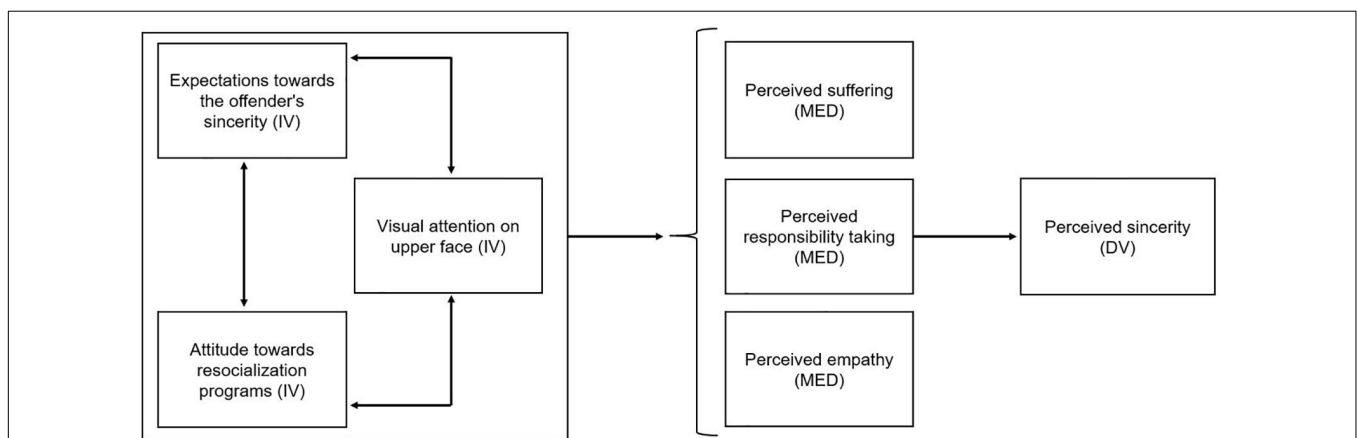 Expectations towards
the offender's
sincerity (IV)
Visual attention on
upper face (IV)
Attitude towards
resocialization
programs (IV)
Perceived suffering
(MED)
Perceived
responsibility taking
(MED)
Perceived empathy
(MED)
Perceived sincerity
(DV)